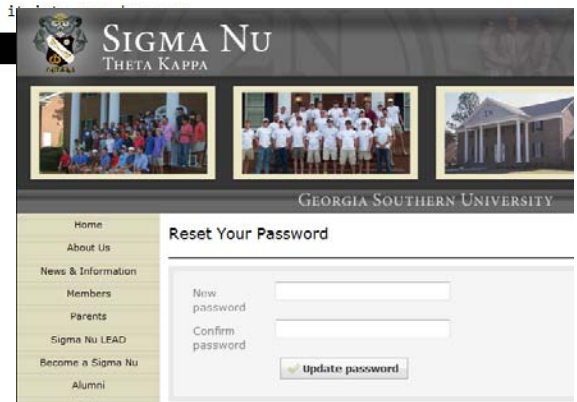 SIGMA NU
THETA KAPPA
GEORGIA SOUTHERN UNIVERSITY
Home
About Us
News & Information
Members
Parents
Sigma Nu LEAD
Become a Sigma Nu
Alumni
Reset Your Password
New
password
Confirm
password
Update password